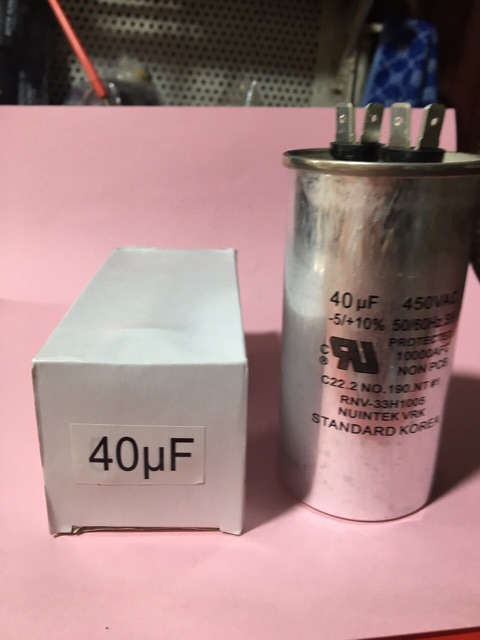 40µF
40 µF 450VAC
-5/+10% 50/60Hz
PROTECTED
10000AFC
NON PCB
C22.2 NO.190.NT #1
RNV-33H1005
NUINTEK VRK
STANDARD KOREA